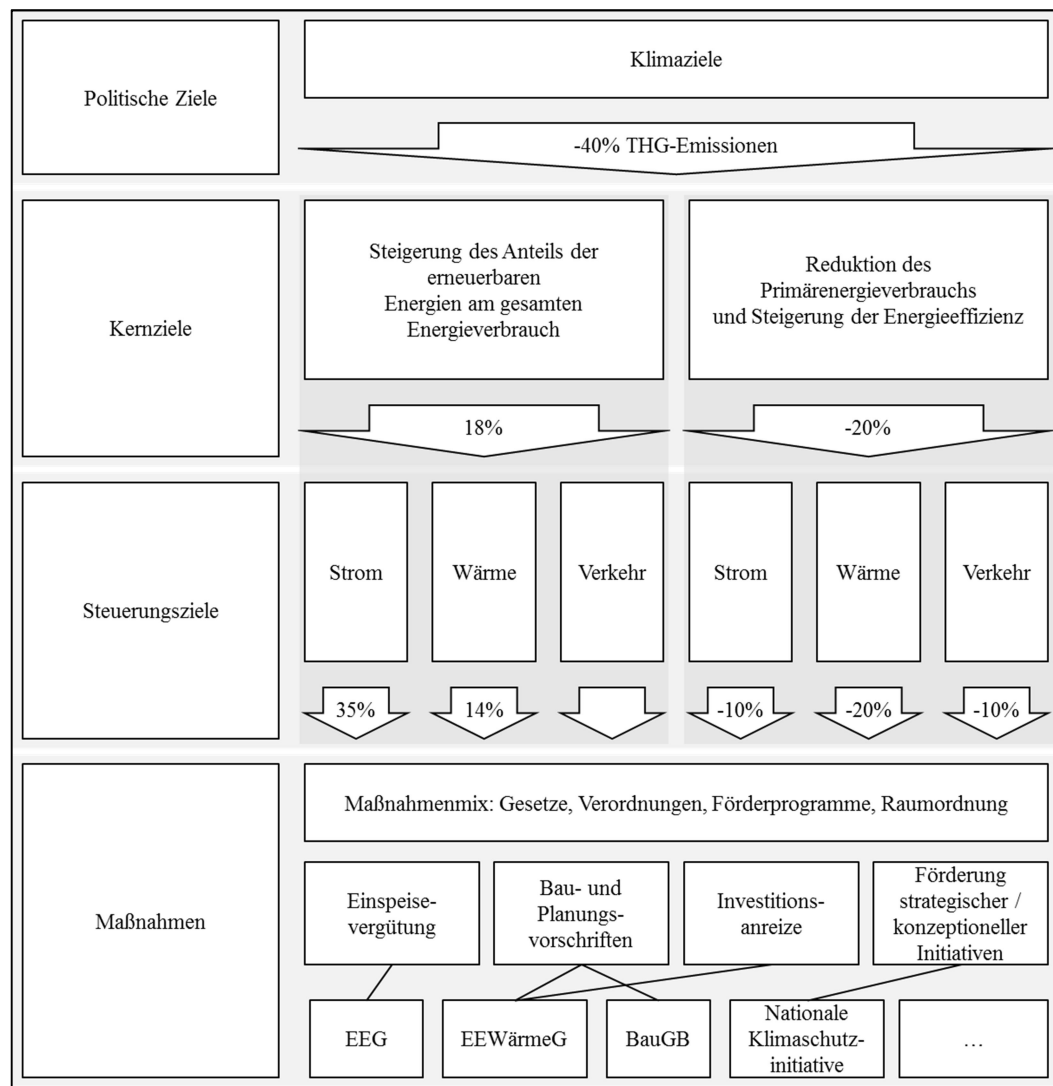 Politische Ziele
Klimaziele
-40% THG-Emissionen
Kernziele
Steigerung des Anteils der
erneuerbaren
Energien am gesamten
Energieverbrauch
Reduktion des
Primärenergieverbrauchs
und Steigerung der Energieeffizienz
18%
-20%
Steuerungsziele
Strom
Wärme
Verkehr
Strom
Wärme
Verkehr
35%
14%
-10%
-20%
-10%
Maßnahmen
Maßnahmenmix: Gesetze, Verordnungen, Förderprogramme, Raumordnung
Einspeise-
vergütung
Bau- und
Planungs-
vorschriften
Investitions-
anreize
Förderung
strategischer /
konzeptioneller
Initiativen
EEG
EEWärmeG
BauGB
Nationale
Klimaschutz-
initiative
…